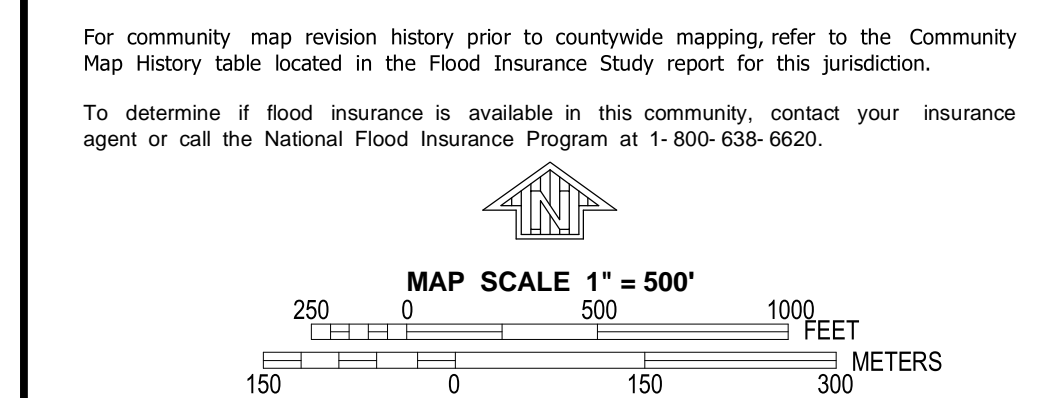 For community map revision history prior to countywide mapping, refer to the Community
Map History table located in the Flood Insurance Study report for this jurisdiction.
To determine if flood insurance is available in this community, contact your insurance
agent or call the National Flood Insurance Program at 1- 800- 638- 6620.
N
MAP SCALE 1" = 500'
250 0 500 1000
FEET
METERS
150 0 150 300